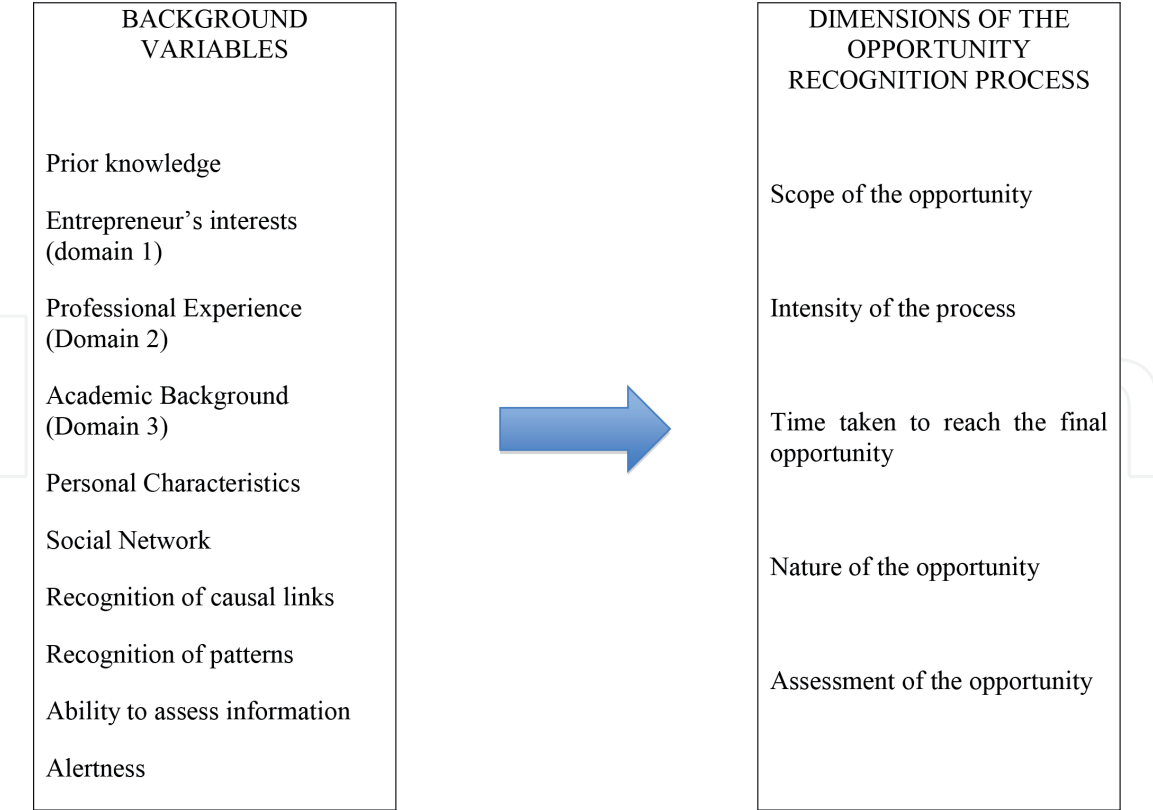 BACKGROUND
VARIABLES
Prior knowledge
Entrepreneur’s interests
(domain 1)
Professional Experience
(Domain 2)
Academic Background
(Domain 3)
Personal Characteristics
Social Network
Recognition of causal links
Recognition of patterns
Ability to assess information
Alertness
DIMENSIONS OF THE
OPPORTUNITY
RECOGNITION PROCESS
Scope of the opportunity
Intensity of the process
Time taken to reach the final
opportunity
Nature of the opportunity
Assessment of the opportunity